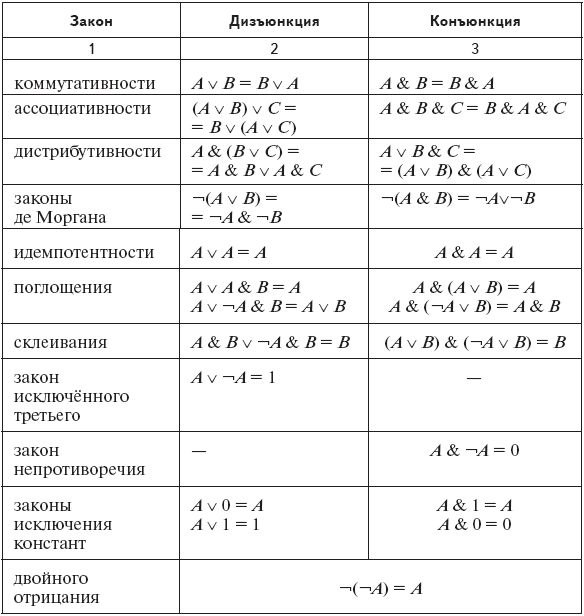 Закон Дизъюнкция Конъюнкция
1 2 3
коммутативности A ∨ B = B ∨ A A & B = B & A
ассоциативности (A ∨ B) ∨ C = A & B & C = B & A & C
= B ∨ (A ∨ C)
дистрибутивности A & (B ∨ C) = A ∨ B & C =
= A & B ∨ A & C = (A ∨ B) & (A ∨ C)
законы ¬(A ∨ B) = ¬(A & B) = ¬A∨¬B
де Моргана = ¬A & ¬B
идемпотентности A ∨ A = A A & A = A
поглощения A ∨ A & B = A A & (A ∨ B) = A
A ∨ ¬A & B = A ∨ B A & (¬A ∨ B) = A & B
склеивания A & B ∨ ¬A & B = B (A ∨ B) & (¬A ∨ B) = B
закон A ∨ ¬A = 1 —
исключённого
третьего
закон — A & ¬A = 0
непротиворечия
законы A ∨ 0 = A A & 1 = A
исключения A ∨ 1 = 1 A & 0 = 0
констант
двойного ¬(¬A) = A
отрицания